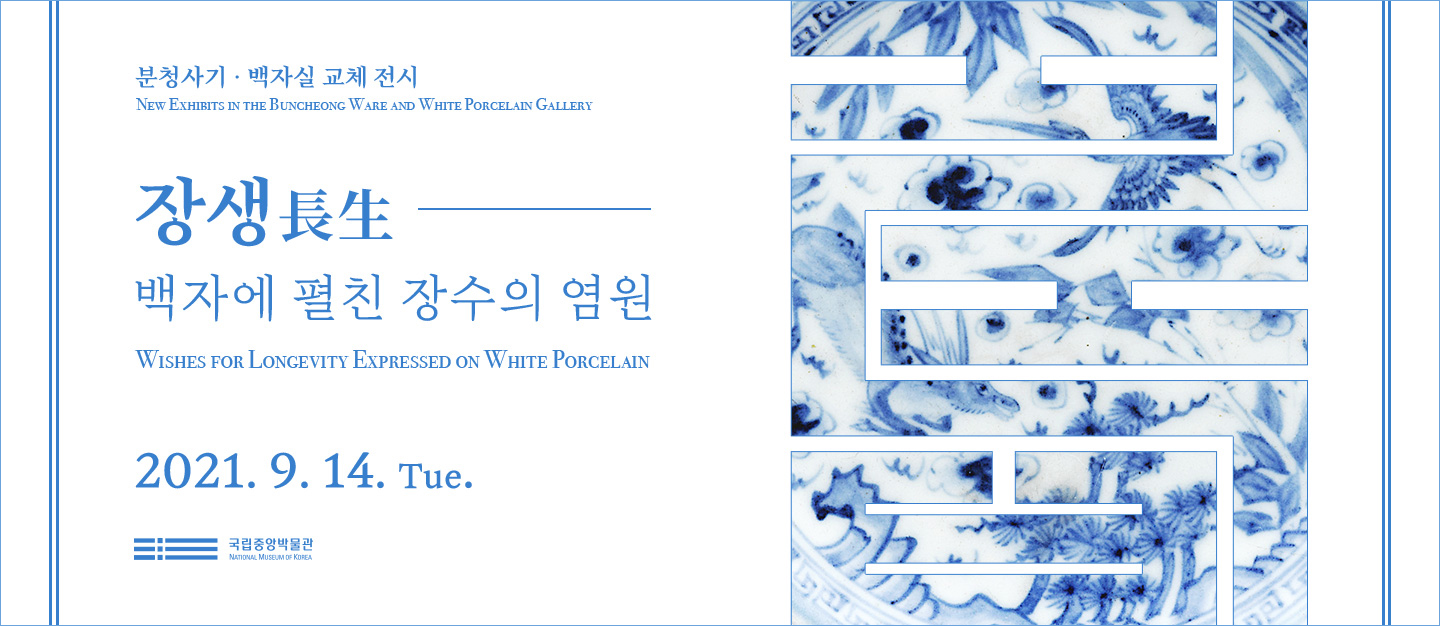 분청사기 · 백자실 교체 전시
New Exhibits in the Buncheong Ware and White Porcelain Gallery
장생 長生
백자에 펼친 장수의 염원
Wishes for Longevity Expressed on White Porcelain
2021. 9. 14. Tue.
국립중앙박물관
National Museum of Korea